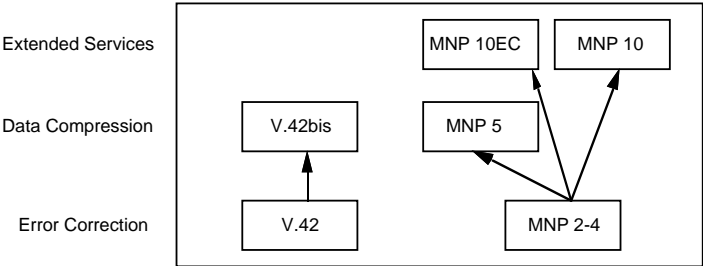 Extended Services MNP 10EC MNP 10
Data Compression V.42bis MNP 5
Error Correction V.42 MNP 2-4